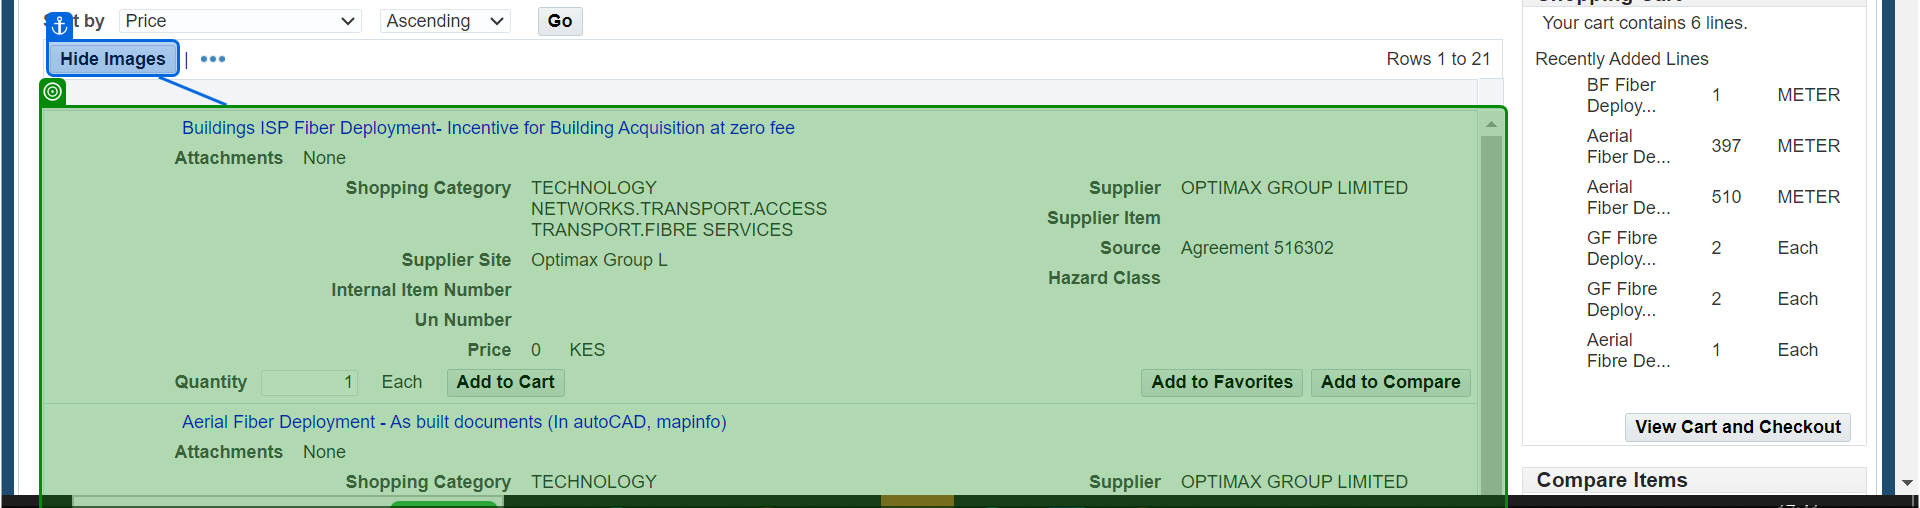 Sort by Price Ascending Go
Hide Images | ••• Rows 1 to 21
Buildings ISP Fiber Deployment- Incentive for Building Acquisition at zero fee
Attachments None
Shopping Category TECHNOLOGY
NETWORKS.TRANSPORT.ACCESS
TRANSPORT.FIBRE SERVICES
Supplier Site Optimax Group L
Internal Item Number
Un Number
Price 0 KES
Supplier OPTIMAX GROUP LIMITED
Supplier Item
Source Agreement 516302
Hazard Class
Quantity 1 Each Add to Cart Add to Favorites Add to Compare
Aerial Fiber Deployment - As built documents (In autoCAD, mapinfo)
Attachments None
Shopping Category TECHNOLOGY
Supplier OPTIMAX GROUP LIMITED
Shopping Cart
Your cart contains 6 lines.
Recently Added Lines
BF Fiber
Deploy... 1 METER
Aerial
Fiber De... 397 METER
Aerial
Fiber De... 510 METER
GF Fibre
Deploy... 2 Each
GF Fibre
Deploy... 2 Each
Aerial
Fibre De... 1 Each
View Cart and Checkout
Compare Items